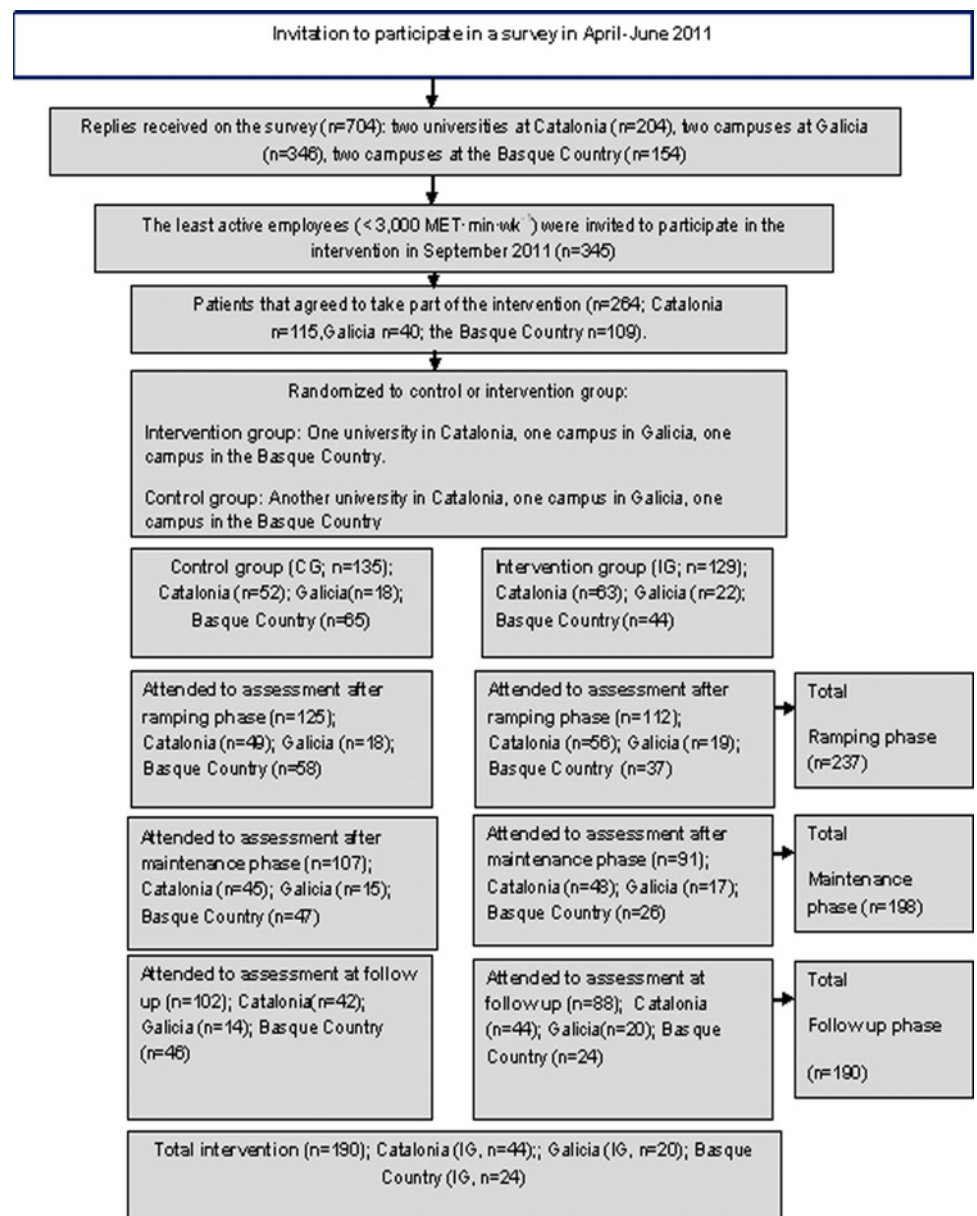 Invitation to participate in a survey in April-June 2011
Replies received on the survey (n=704): two universities at Catalonia (n=204), two campuses at Galicia
(n=346), two campuses at the Basque Country (n=154)
The least active employees (<3,000 MET·min·wk⁻¹) were invited to participate in the
intervention in September 2011 (n=345)
Patients that agreed to take part of the intervention (n=264; Catalonia
n=115,Galicia n=40; the Basque Country n=109).
Randomized to control or intervention group:
Intervention group: One university in Catalonia, one campus in Galicia, one
campus in the Basque Country.
Control group: Another university in Catalonia, one campus in Galicia, one
campus in the Basque Country
Control group (CG; n=135);
Catalonia (n=52); Galicia(n=18);
Basque Country (n=65)
Intervention group (IG; n=129);
Catalonia (n=63); Galicia (n=22);
Basque Country (n=44)
Attended to assessment after
ramping phase (n=125);
Catalonia (n=49); Galicia (n=18);
Basque Country (n=58)
Attended to assessment after
ramping phase (n=112);
Catalonia (n=56); Galicia (n=19);
Basque Country (n=37)
Total
Ramping phase
(n=237)
Attended to assessment after
maintenance phase (n=107);
Catalonia (n=45); Galicia (n=15);
Basque Country (n=47)
Attended to assessment after
maintenance phase (n=91);
Catalonia (n=48); Galicia (n=17);
Basque Country (n=26)
Total
Maintenance
phase (n=198)
Attended to assessment at follow
up (n=102); Catalonia(n=42);
Galicia (n=14); Basque Country
(n=46)
Attended to assessment at
follow up (n=88); Catalonia
(n=44); Galicia(n=20); Basque
Country (n=24)
Total
Follow up phase
(n=190)
Total intervention (n=190); Catalonia (IG, n=44);; Galicia (IG, n=20); Basque
Country (IG, n=24)